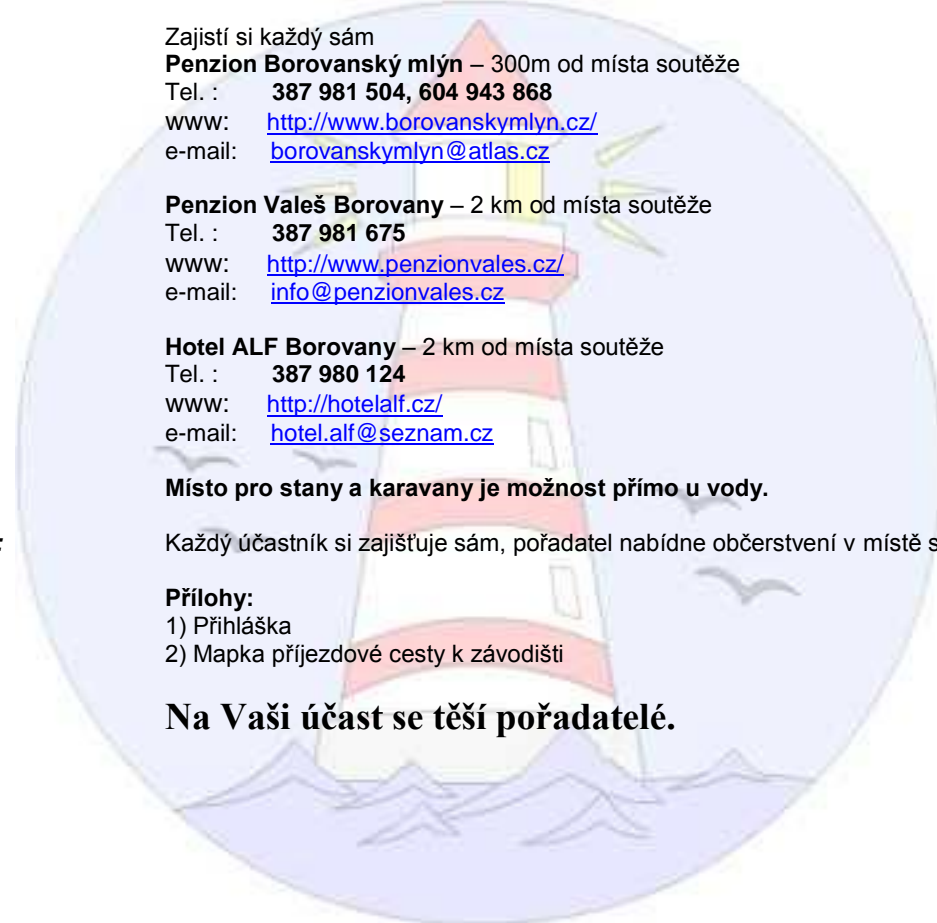 Zajistí si každý sám
Penzion Borovanský mlýn – 300m od místa soutěže
Tel. : 387 981 504, 604 943 868
www: http://www.borovanskymlyn.cz/
e-mail: borovanskymlyn@atlas.cz
Penzion Valeš Borovany – 2 km od místa soutěže
Tel. : 387 981 675
www: http://www.penzionvales.cz/
e-mail: info@penzionvales.cz
Hotel ALF Borovany – 2 km od místa soutěže
Tel. : 387 980 124
www: http://hotelalf.cz/
e-mail: hotel.alf@seznam.cz
Místo pro stany a karavany je možnost přímo u vody.
: Každý účastník si zajišťuje sám, pořadatel nabídne občerstvení v místě s
Přílohy:
1) Přihláška
2) Mapka příjezdové cesty k závodišti
Na Vaši účast se těší pořadatelé.